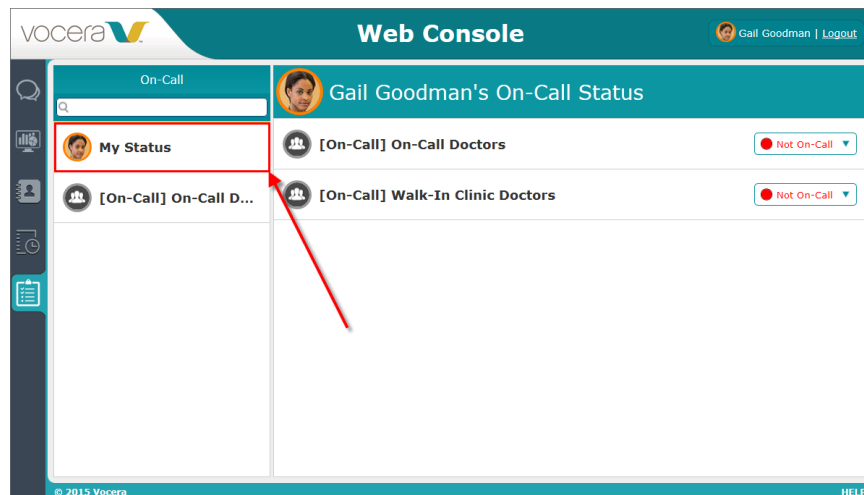 vocera
Web Console
Gail Goodman | Logout
On-Call
Gail Goodman's On-Call Status
My Status
[On-Call] On-Call Doctors
Not On-Call
[On-Call] On-Call D...
[On-Call] Walk-In Clinic Doctors
Not On-Call
© 2015 Vocera
HELP